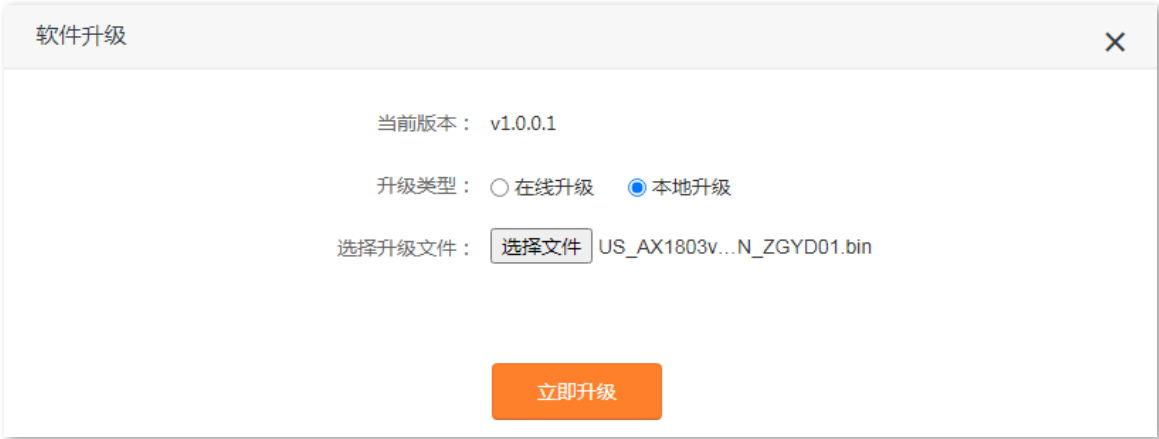 软件升级
当前版本： v1.0.0.1
升级类型： 在线升级 本地升级
选择升级文件： 选择文件 US_AX1803v...N_ZGYD01.bin
立即升级